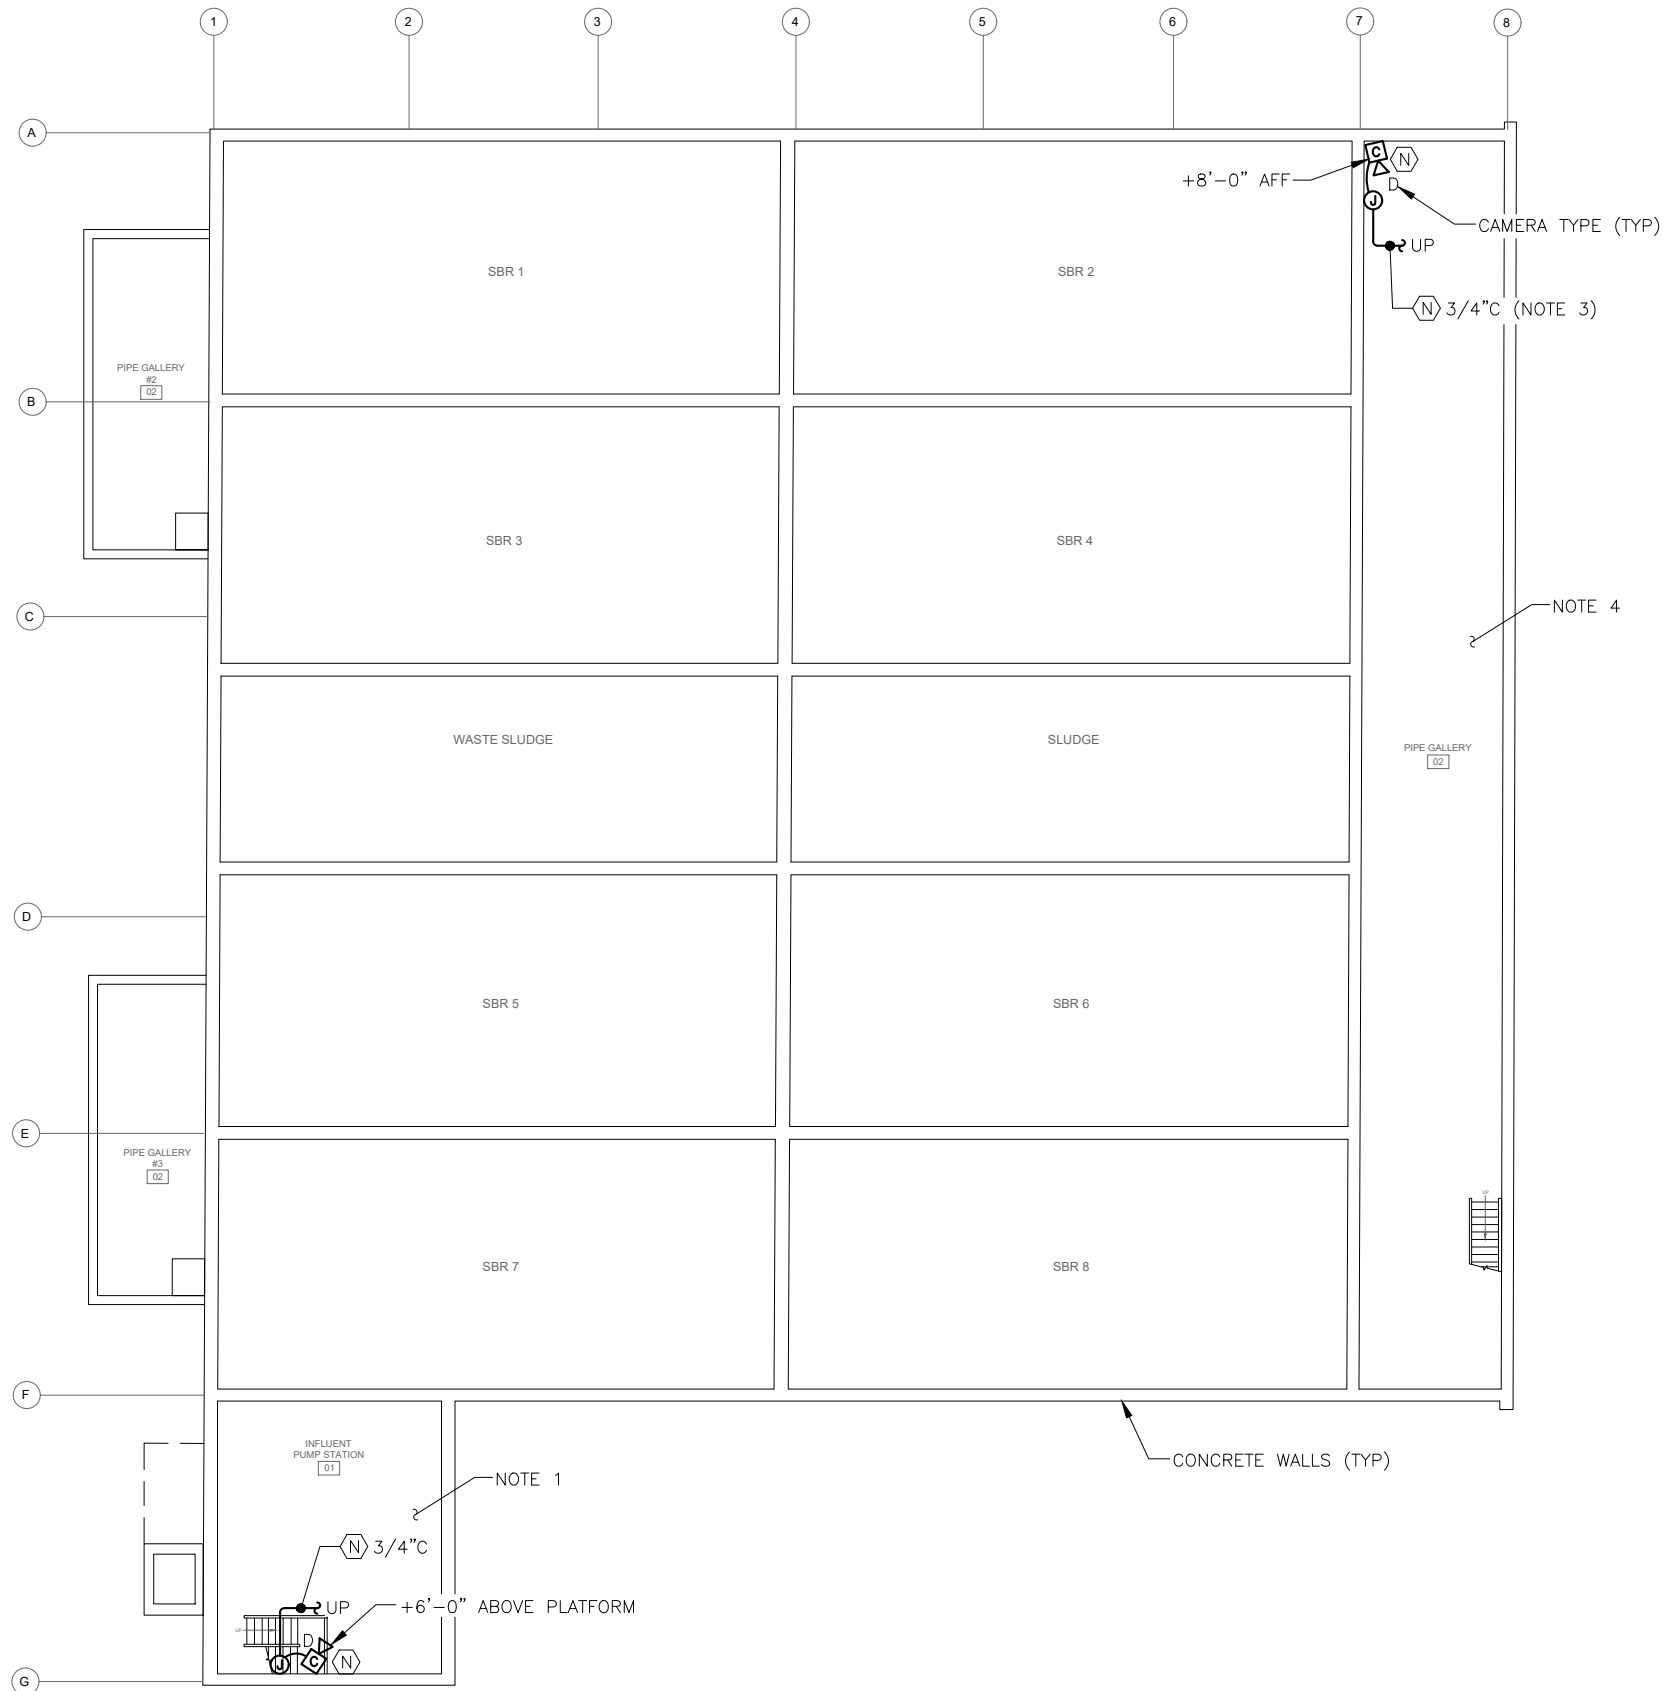 1 2 3 4 5 6 7 8
A
C N
+8'-0" AFF
D
J
CAMERA TYPE (TYP)
UP
SBR 1
SBR 2
N 3/4"C (NOTE 3)
PIPE GALLERY
#2
02
B
SBR 3
SBR 4
NOTE 4
C
WASTE SLUDGE
SLUDGE
PIPE GALLERY
02
D
SBR 5
SBR 6
E
PIPE GALLERY
#3
02
UP
SBR 7
SBR 8
F
INFLUENT
PUMP STATION
01
CONCRETE WALLS (TYP)
NOTE 1
N 3/4"C
UP
+6'-0" ABOVE PLATFORM
UP
D
J C N
G